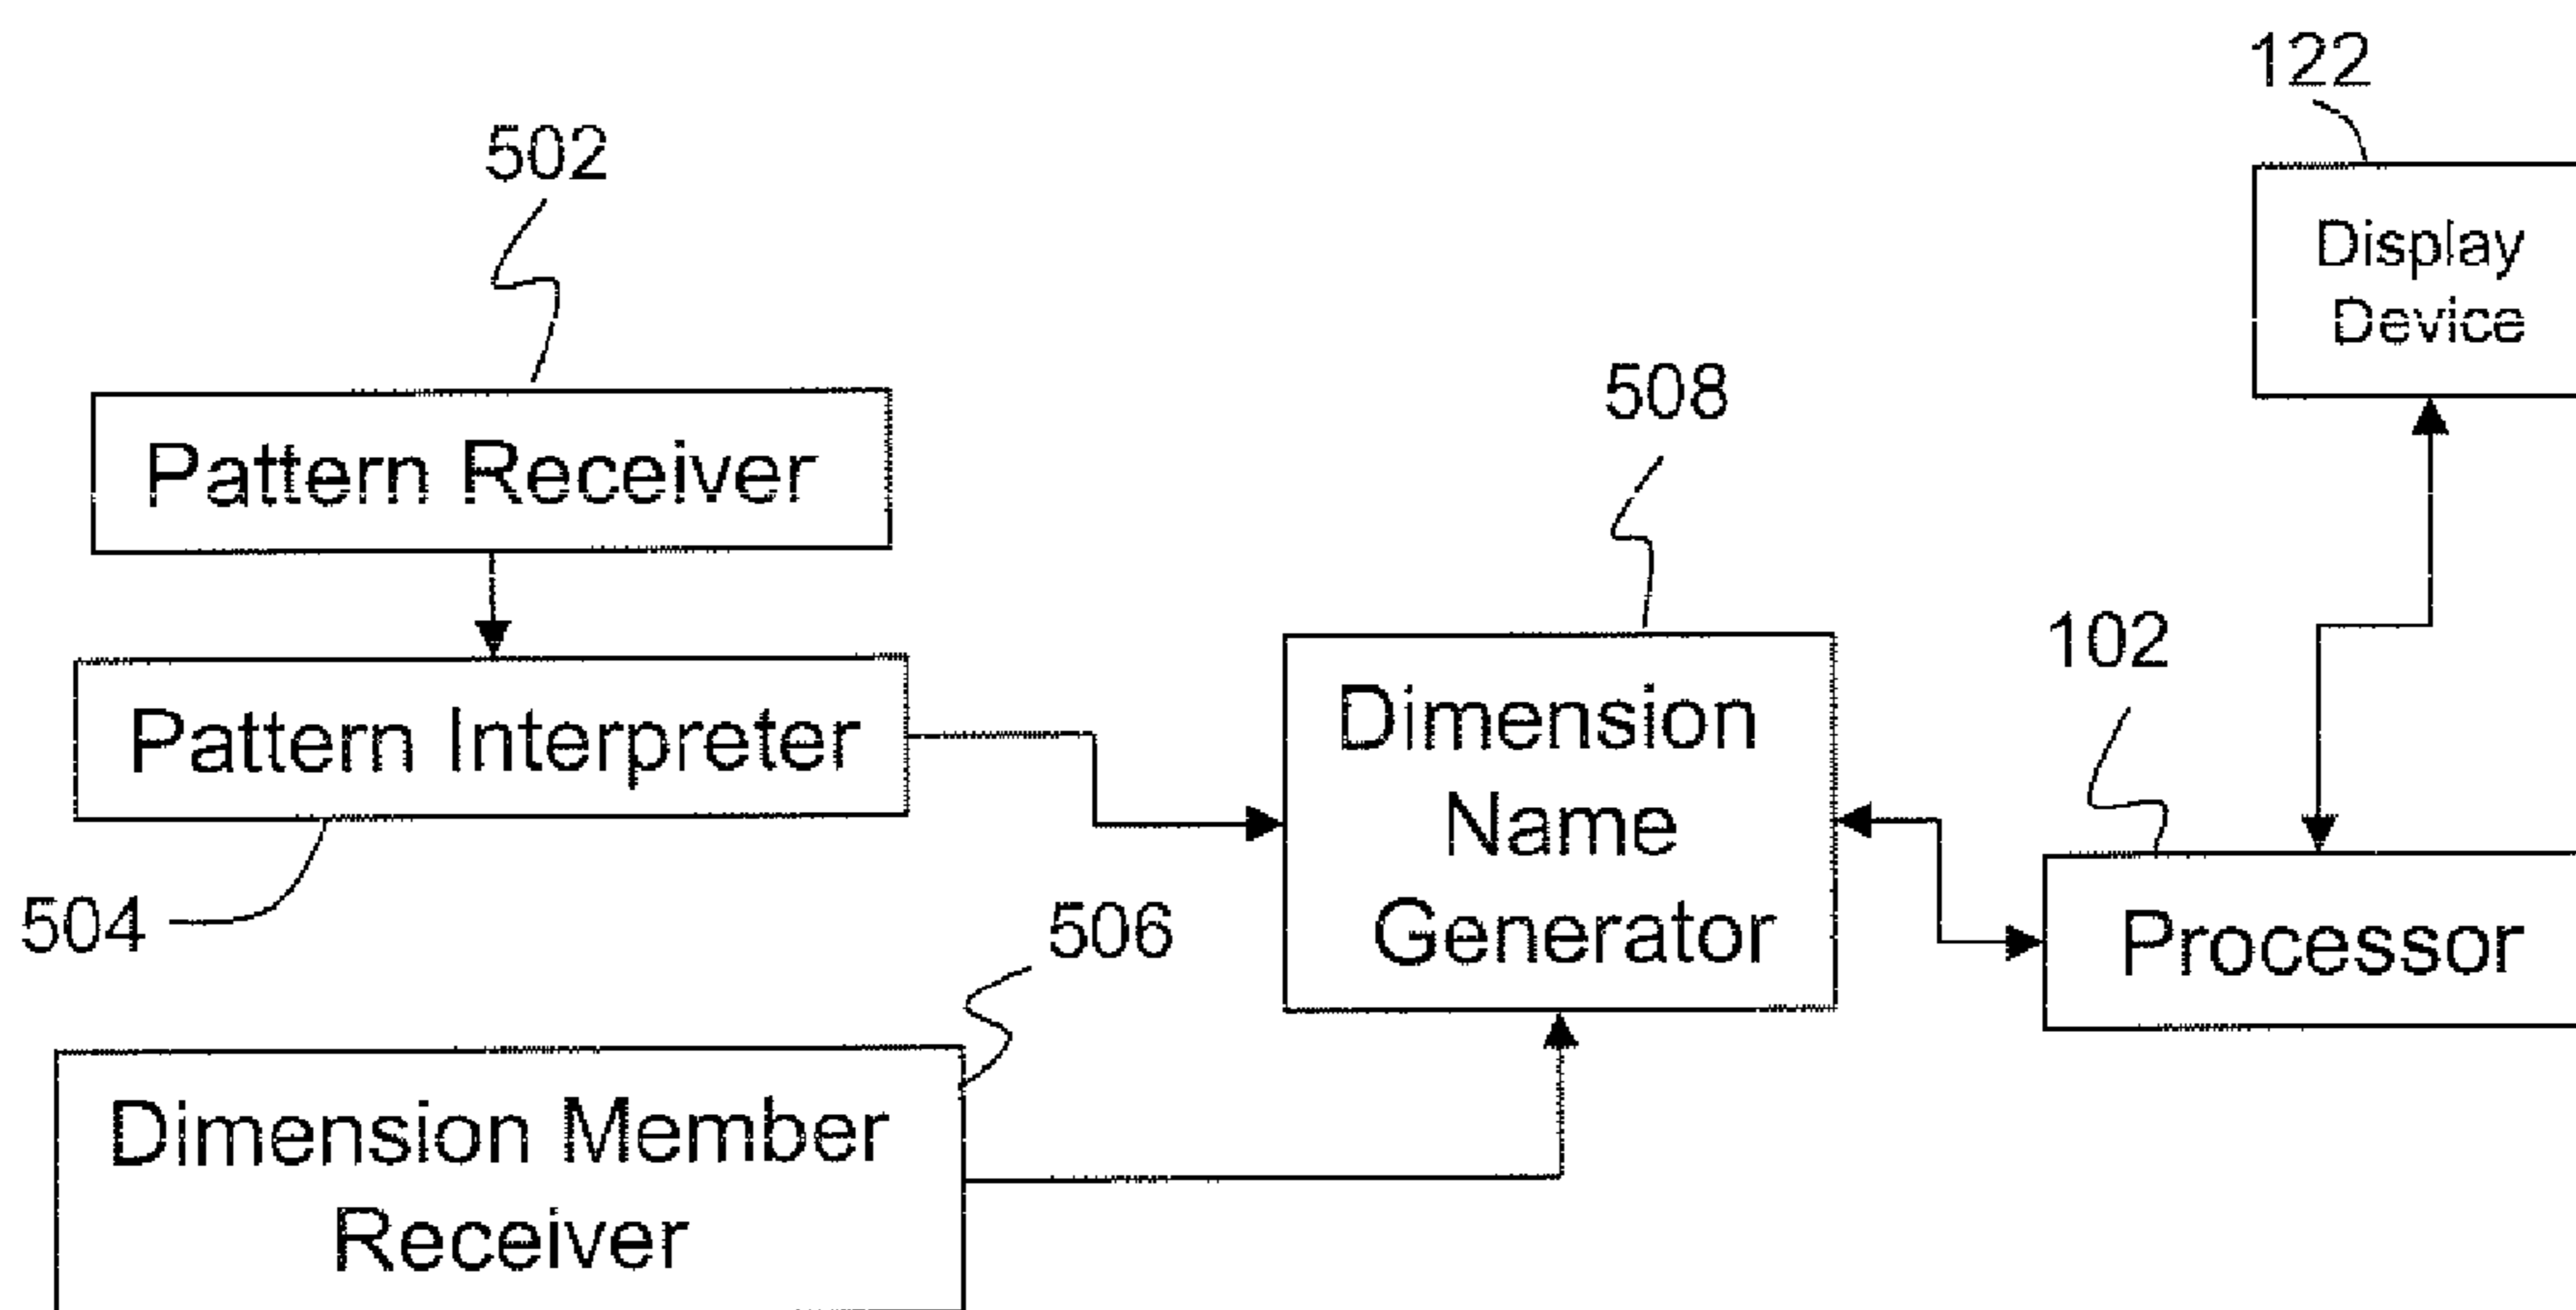 122
502
Display
Device
508
Pattern Receiver
102
Pattern Interpreter
Dimension
Name
Generator
504
506
Processor
Dimension Member
Receiver